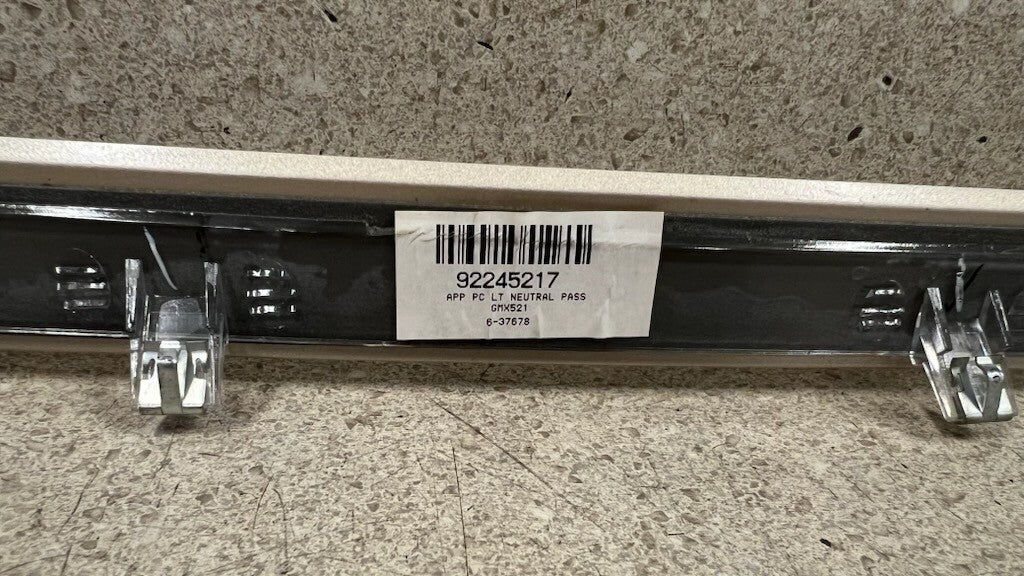 92245217
APP PC LT NEUTRAL PASS
GMX521
6-37678